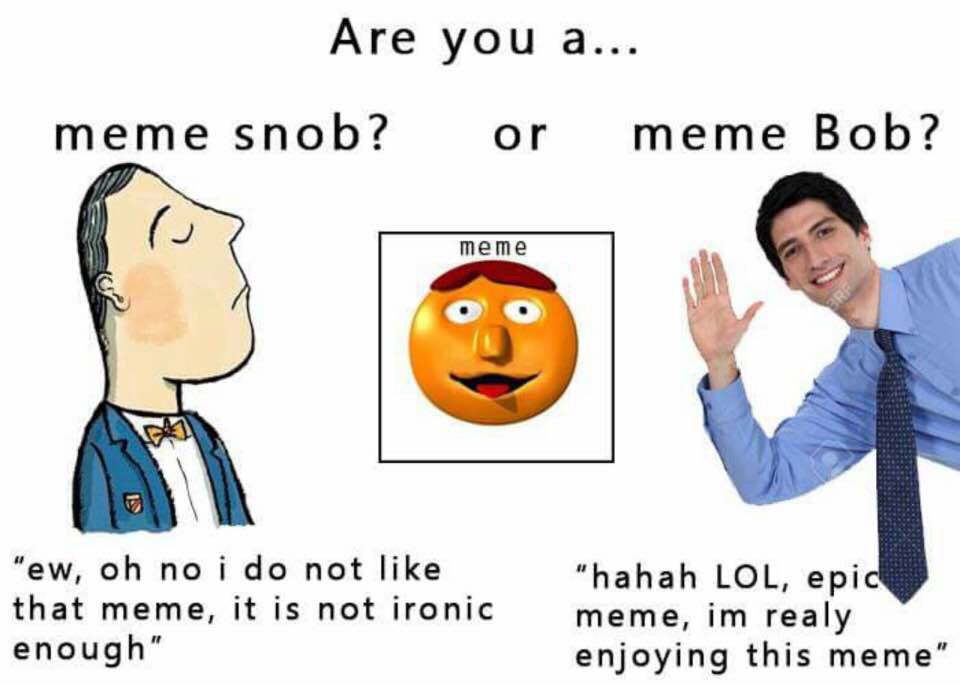 Are you a...
meme snob? or meme Bob?
meme
"ew, oh no i do not like
that meme, it is not ironic
enough"
"hahah LOL, epic
meme, im realy
enjoying this meme"